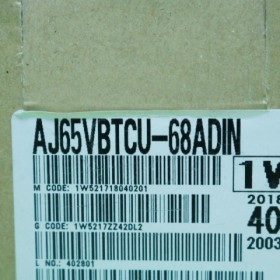 AJ65VBTCU-68ADIN
M CODE: 1W521718040201
1W
2018
G CODE: 1W5217ZZ42DL2
40
2003
L NO.: 402801